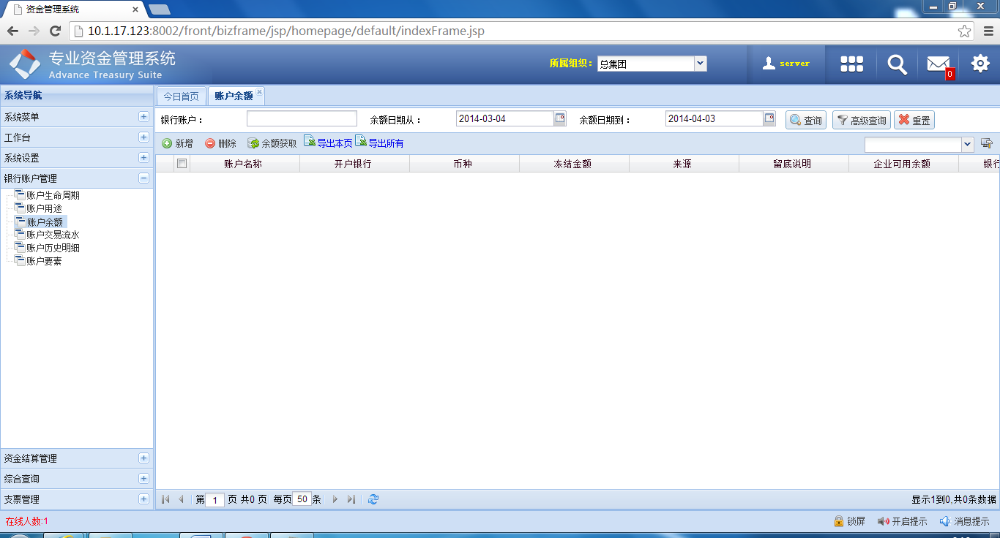 资金管理系统
10.1.17.123:8002/front/bizframe/jsp/homepage/default/indexFrame.jsp
专业资金管理系统
Advance Treasury Suite
所属组织： 总集团
server
0
系统导航
系统菜单
工作台
系统设置
银行账户管理
账户生命周期
账户用途
账户余额
账户交易流水
账户历史明细
账户要素
资金结算管理
综合查询
支票管理
今日首页 账户余额
银行账户： 余额日期从： 2014-03-04 余额日期到： 2014-04-03 查询 高级查询 重置
新增 删除 余额获取 导出本页 导出所有
账户名称 开户银行 币种 冻结金额 来源 留底说明 企业可用余额 银行
第 1 页 共0 页 每页 50 条 显示1到0,共0条数据
在线人数:1 锁屏 开启提示 消息提示